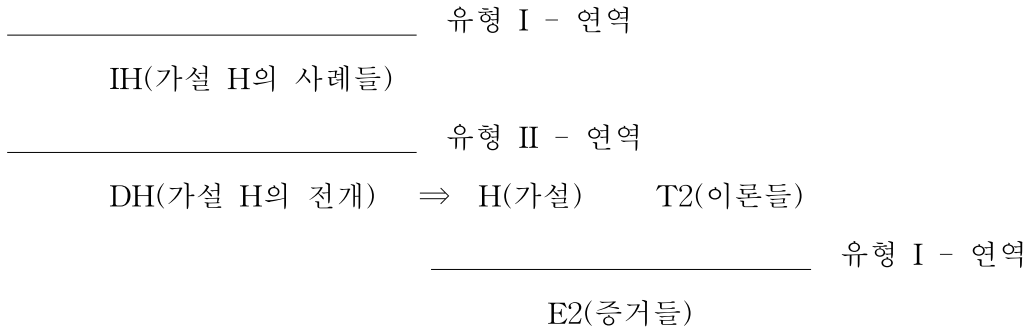 유형 I - 연역
IH(가설 H의 사례들)
유형 II - 연역
DH(가설 H의 전개) ⇒ H(가설) T2(이론들)
유형 I - 연역
E2(증거들)